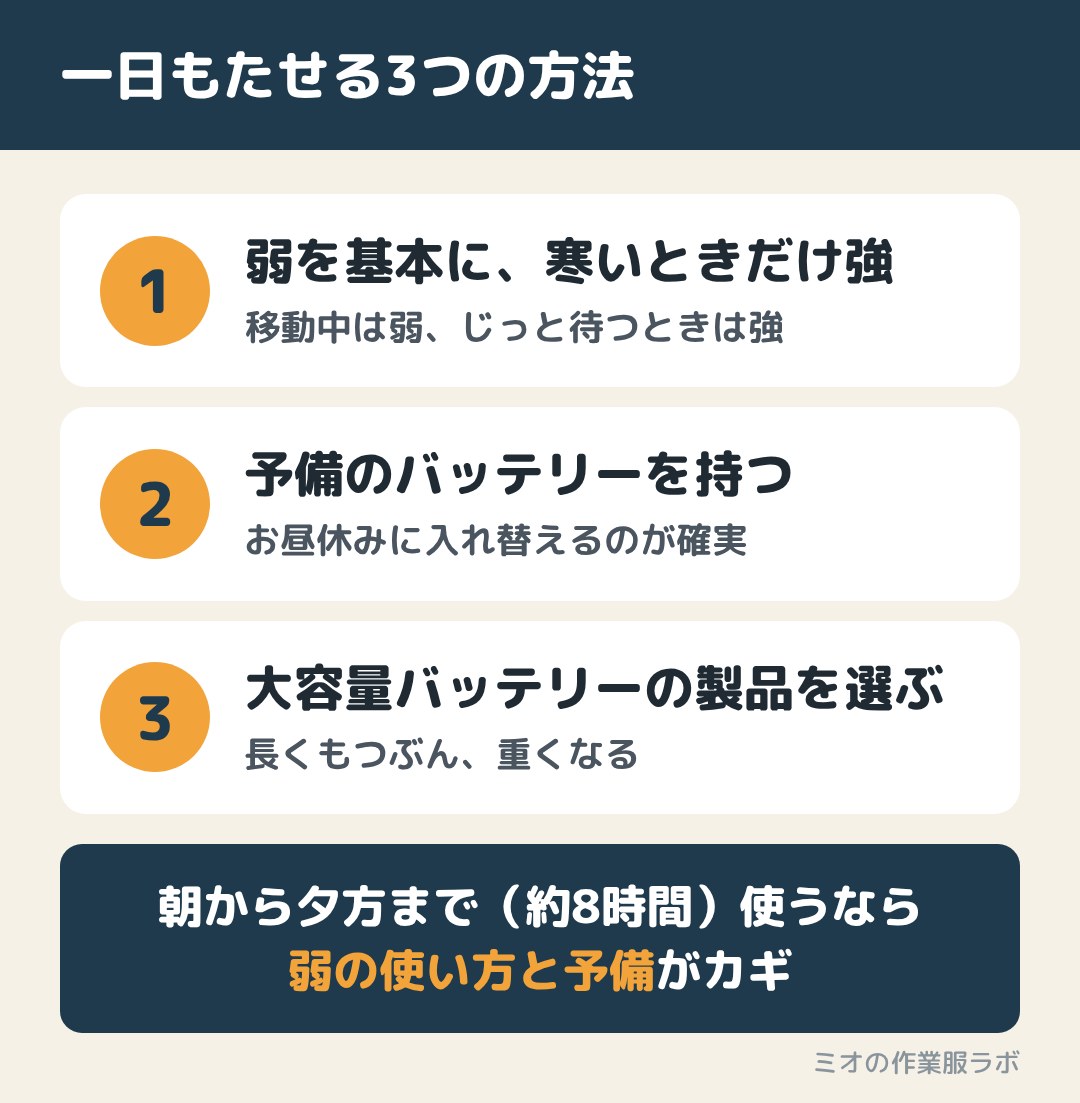 一日もたせる3つの方法
1
弱を基本に、寒いときだけ強
移動中は弱、じっと待つときは強
2
予備のバッテリーを持つ
お昼休みに入れ替えるのが確実
3
大容量バッテリーの製品を選ぶ
長くもつぶん、重くなる
朝から夕方まで（約8時間）使うなら
弱の使い方と予備がカギ
ミオの作業服ラボ